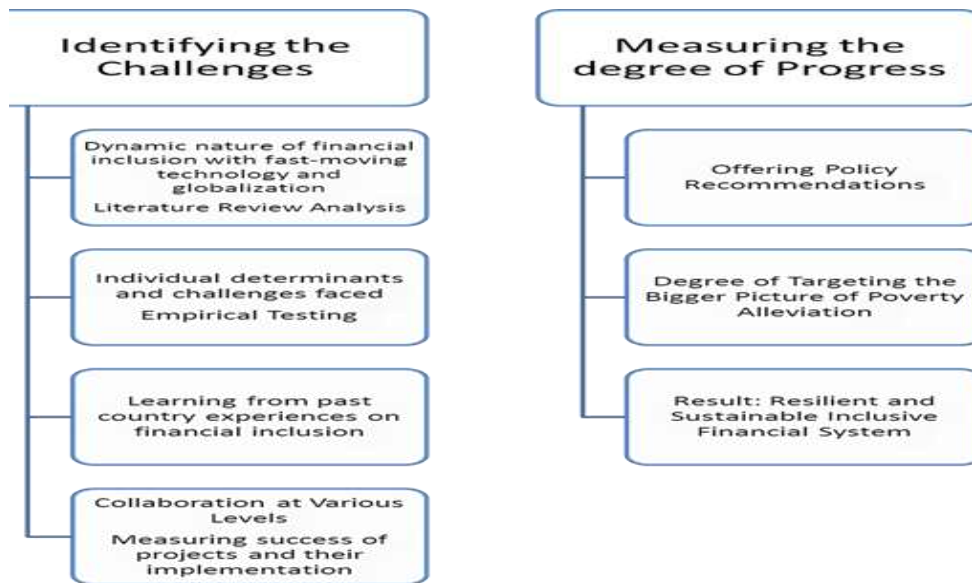 Identifying the
Challenges
Dynamic nature of financial
inclusion with fast-moving
technology and
globalization
Literature Review Analysis
Individual determinants
and challenges faced
Empirical Testing
Learning from past
country experiences on
financial inclusion
Collaboration at Various
Levels
Measuring success of
projects and their
implementation
Measuring the
degree of Progress
Offering Policy
Recommendations
Degree of Targeting the
Bigger Picture of Poverty
Alleviation
Result: Resilient and
Sustainable Inclusive
Financial System